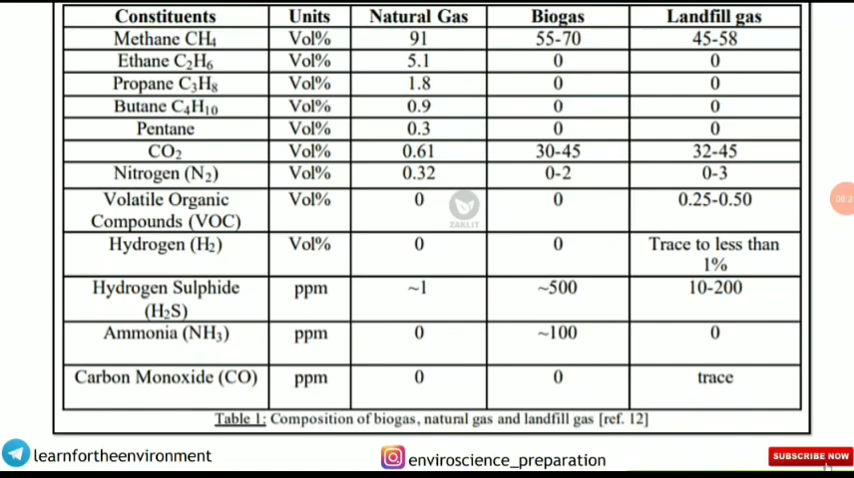 Constituents Units Natural Gas Biogas Landfill gas
Methane CH₄ Vol% 91 55-70 45-58
Ethane C₂H₆ Vol% 5.1 0 0
Propane C₃H₈ Vol% 1.8 0 0
Butane C₄H₁₀ Vol% 0.9 0 0
Pentane Vol% 0.3 0 0
CO₂ Vol% 0.61 30-45 32-45
Nitrogen (N₂) Vol% 0.32 0-2 0-3
Volatile Organic Vol% 0 0 0.25-0.50
Compounds (VOC)
ZAKLIT
Hydrogen (H₂) Vol% 0 0 Trace to less than
1%
Hydrogen Sulphide ppm ~1 ~500 10-200
(H₂S)
Ammonia (NH₃) ppm 0 ~100 0
Carbon Monoxide (CO) ppm 0 0 trace
Table 1: Composition of biogas, natural gas and landfill gas [ref. 12]
learnfortheenvironment enviroscience_preparation SUBSCRIBE NOW